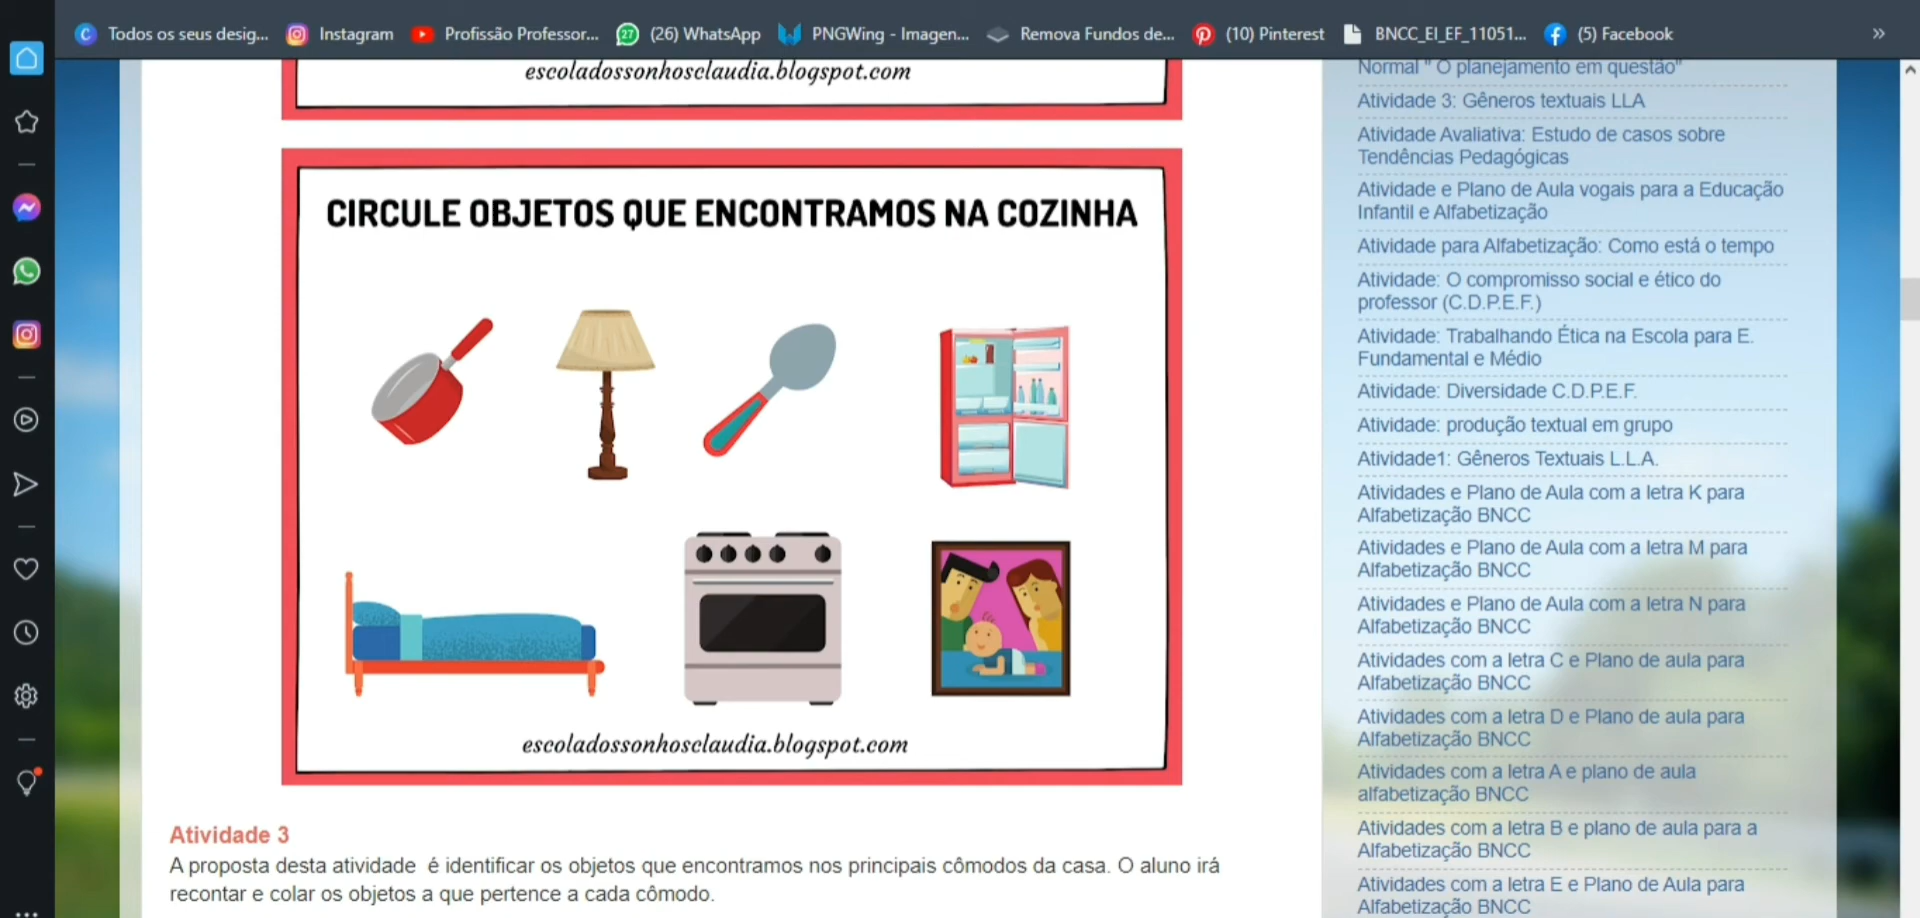 Todos os seus desig...
Instagram
Profissão Professor...
27
(26) WhatsApp
PNGWing - Imagen...
Remova Fundos de...
(10) Pinterest
BNCC_EI_EF_11051...
(5) Facebook
»
escoladossonhosclaudia.blogspot.com
CIRCULE OBJETOS QUE ENCONTRAMOS NA COZINHA
escoladossonhosclaudia.blogspot.com
Atividade 3
A proposta desta atividade é identificar os objetos que encontramos nos principais cômodos da casa. O aluno irá
recontar e colar os objetos a que pertence a cada cômodo.
Normal " O planejamento em questão"
Atividade 3: Gêneros textuais LLA
Atividade Avaliativa: Estudo de casos sobre
Tendências Pedagógicas
Atividade e Plano de Aula vogais para a Educação
Infantil e Alfabetização
Atividade para Alfabetização: Como está o tempo
Atividade: O compromisso social e ético do
professor (C.D.P.E.F.)
Atividade: Trabalhando Ética na Escola para E.
Fundamental e Médio
Atividade: Diversidade C.D.P.E.F.
Atividade: produção textual em grupo
Atividade1: Gêneros Textuais L.L.A.
Atividades e Plano de Aula com a letra K para
Alfabetização BNCC
Atividades e Plano de Aula com a letra M para
Alfabetização BNCC
Atividades e Plano de Aula com a letra N para
Alfabetização BNCC
Atividades com a letra C e Plano de aula para
Alfabetização BNCC
Atividades com a letra D e Plano de aula para
Alfabetização BNCC
Atividades com a letra A e plano de aula
alfabetização BNCC
Atividades com a letra B e plano de aula para a
Alfabetização BNCC
Atividades com a letra E e Plano de Aula para
Alfabetização BNCC